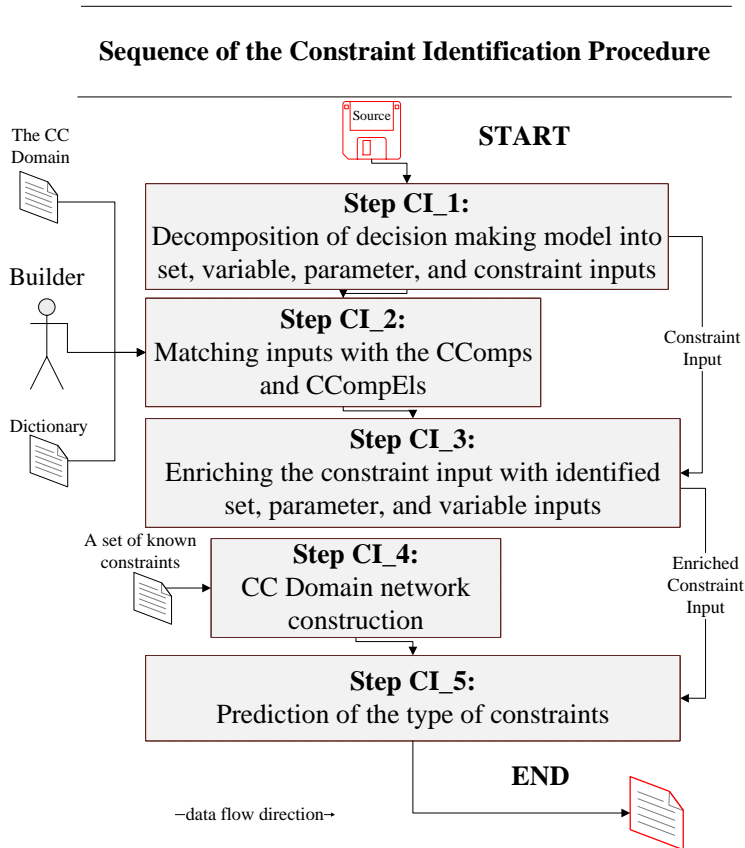 Sequence of the Constraint Identification Procedure
Source
START
The CC
Domain
Step CI_1:
Decomposition of decision making model into
set, variable, parameter, and constraint inputs
Builder
Step CI_2:
Matching inputs with the CComps
and CCompEls
Constraint
Input
Dictionary
Step CI_3:
Enriching the constraint input with identified
set, parameter, and variable inputs
A set of known
constraints
Step CI_4:
CC Domain network
construction
Enriched
Constraint
Input
Step CI_5:
Prediction of the type of constraints
END
data flow direction